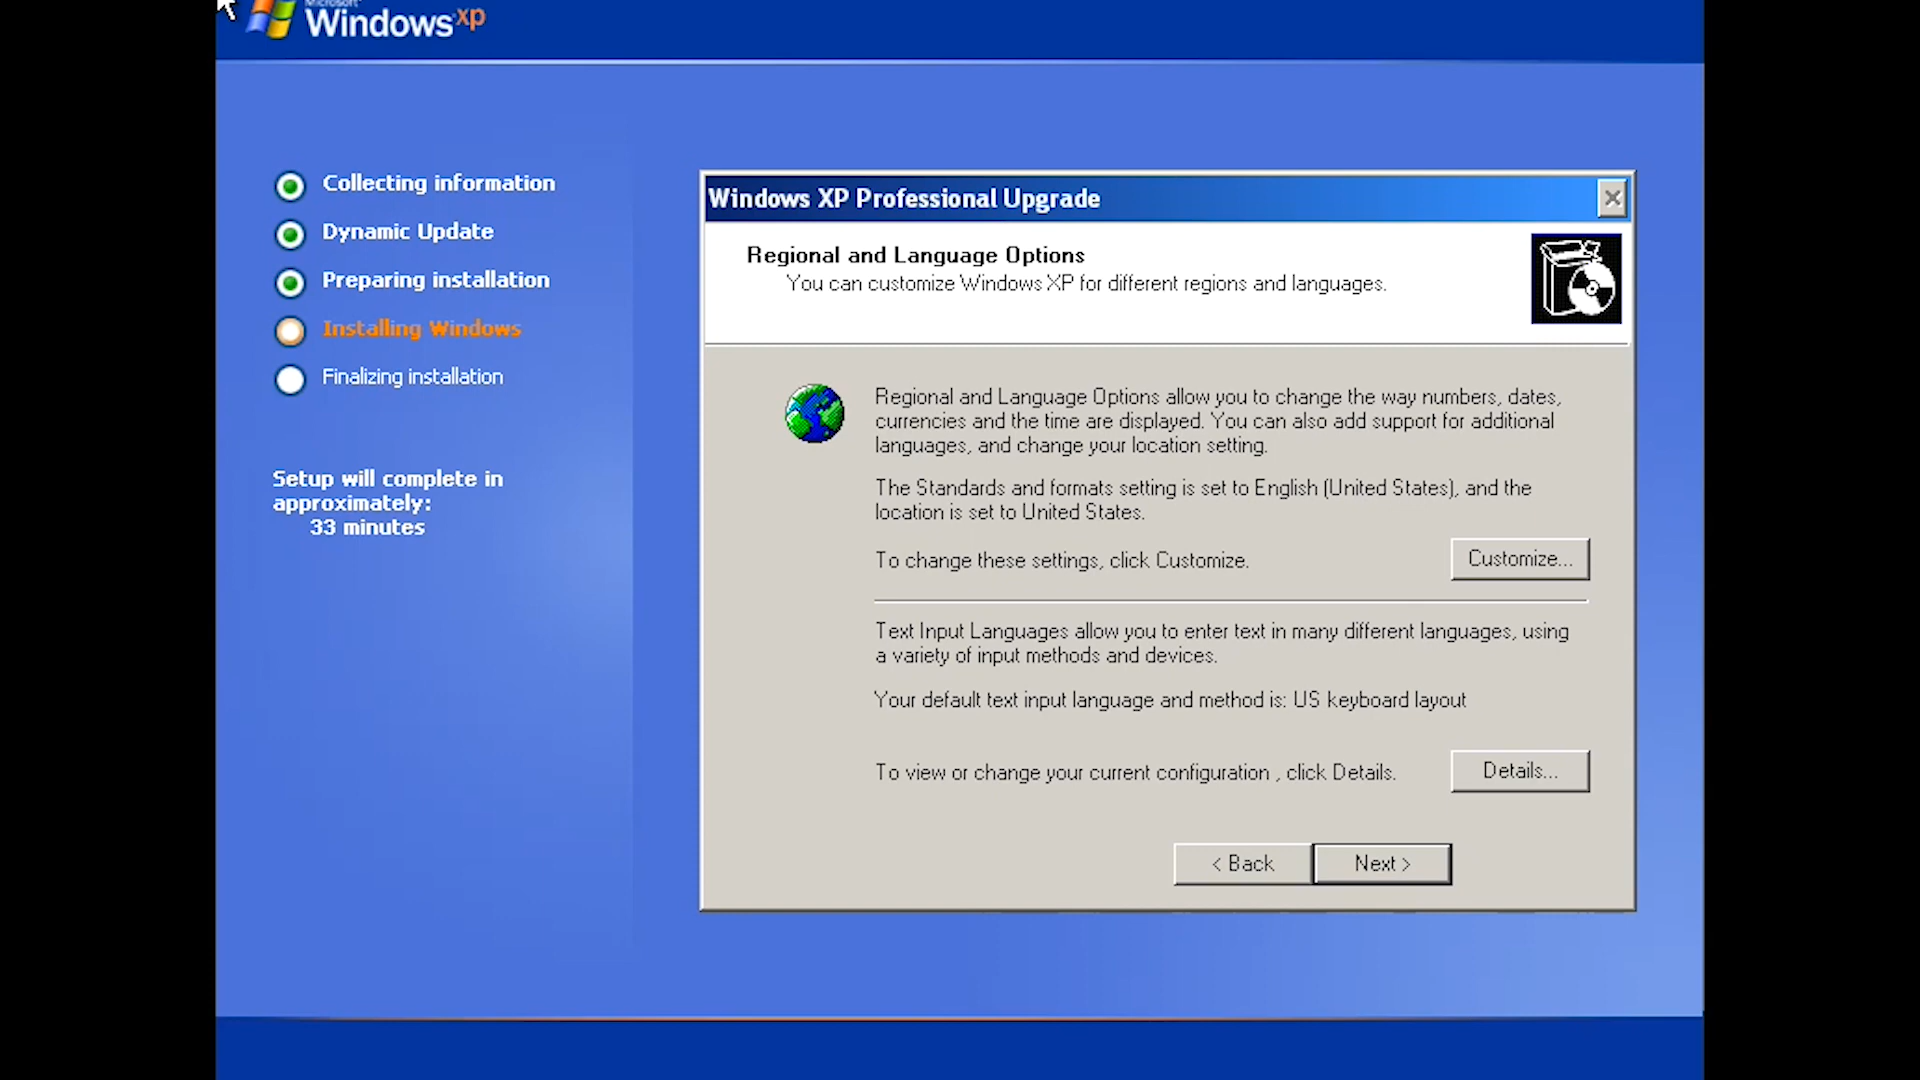 Microsoft
Windows xp
Collecting information
Dynamic Update
Preparing installation
Installing Windows
Finalizing installation
Setup will complete in
approximately:
33 minutes
Windows XP Professional Upgrade
Regional and Language Options
You can customize Windows XP for different regions and languages.
Regional and Language Options allow you to change the way numbers, dates,
currencies and the time are displayed. You can also add support for additional
languages, and change your location setting.
The Standards and formats setting is set to English (United States), and the
location is set to United States.
To change these settings, click Customize.
Customize...
Text Input Languages allow you to enter text in many different languages, using
a variety of input methods and devices.
Your default text input language and method is: US keyboard layout
To view or change your current configuration , click Details.
Details...
< Back
Next >